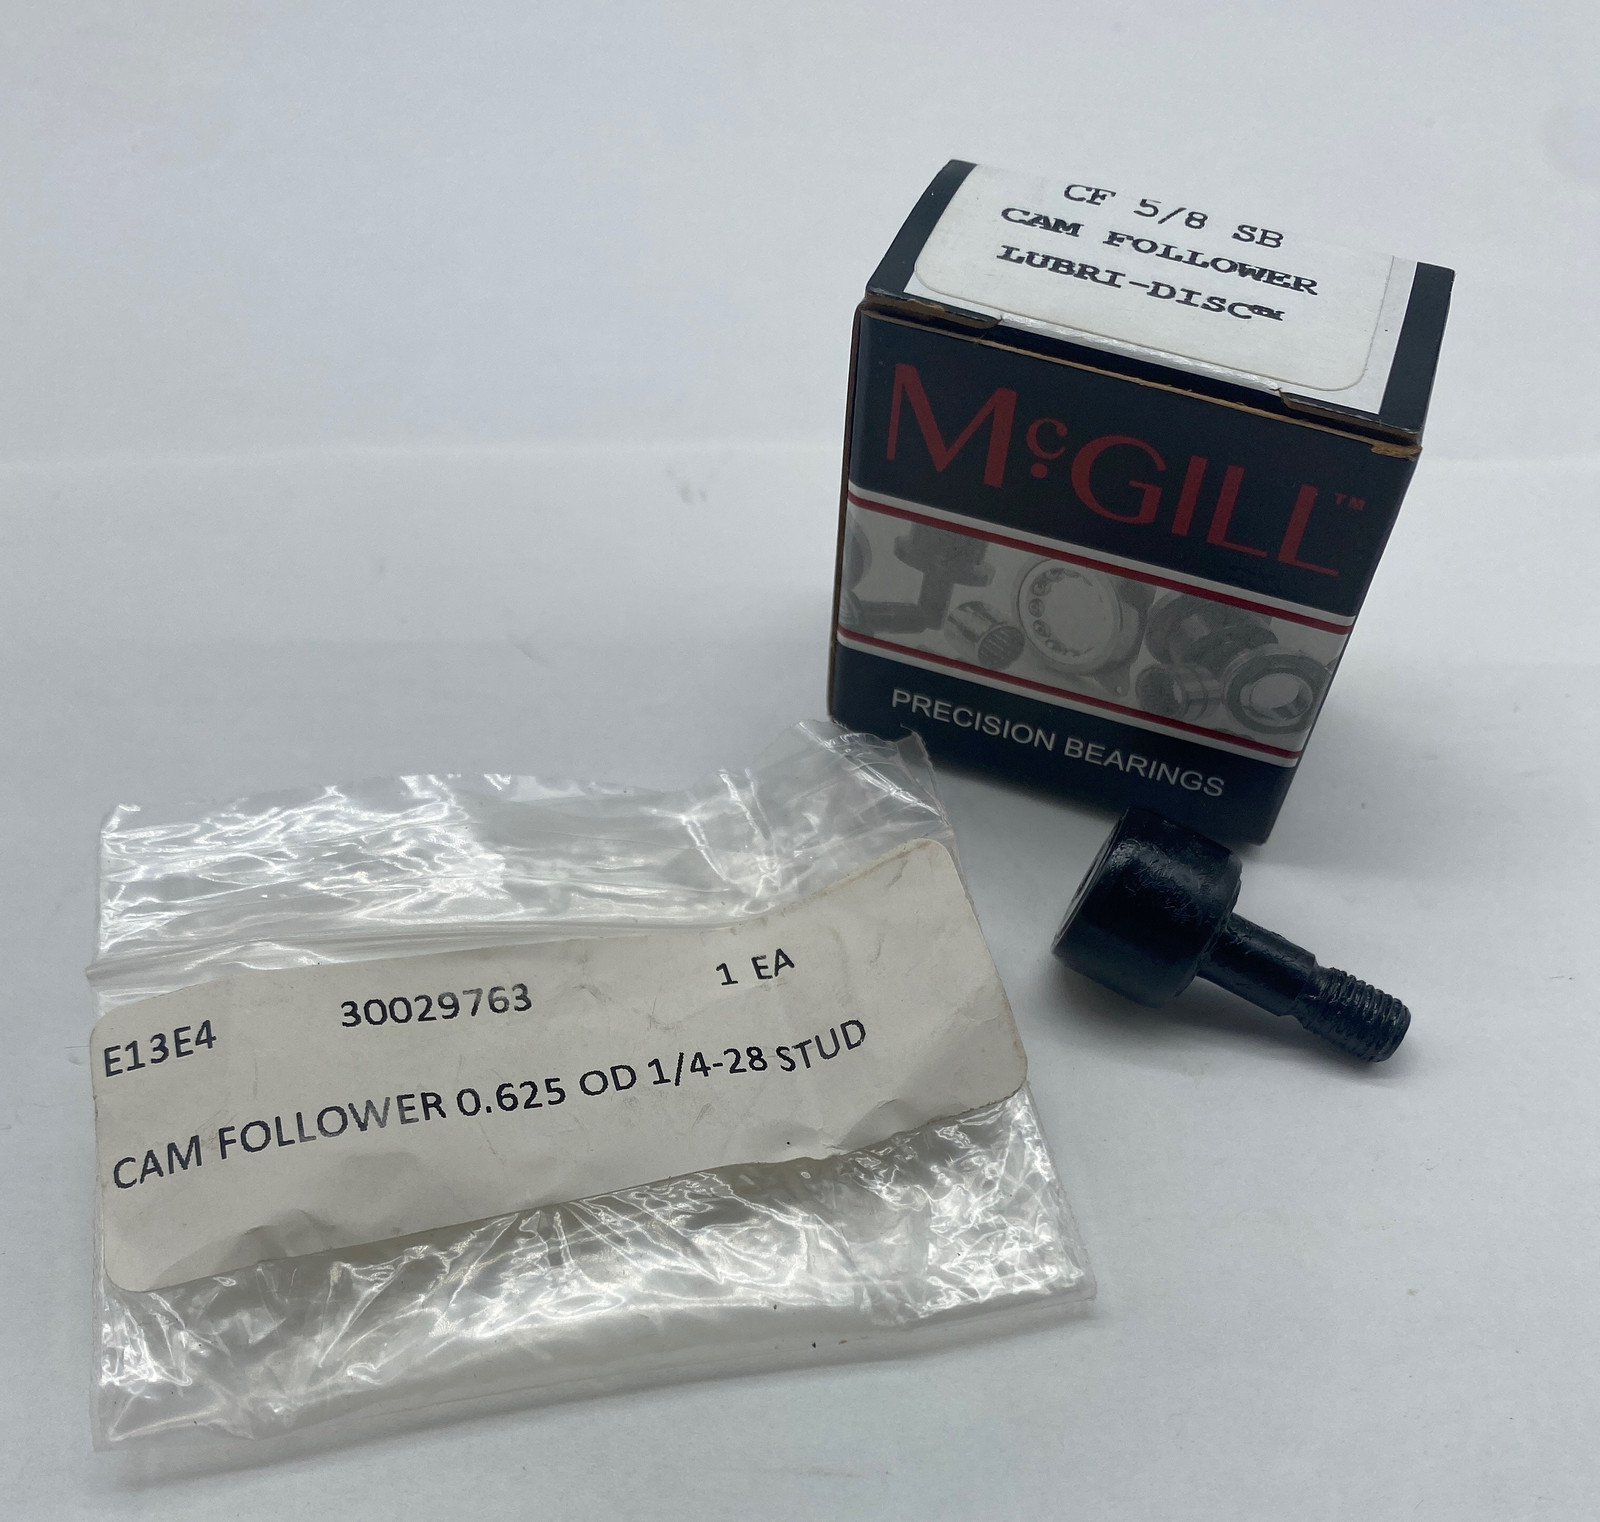 CF 5/8 SB
CAM FOLLOWER
LUBRI-DISC™
McGILL™
PRECISION BEARINGS
E13E4 30029763 1 EA
CAM FOLLOWER 0.625 OD 1/4-28 STUD